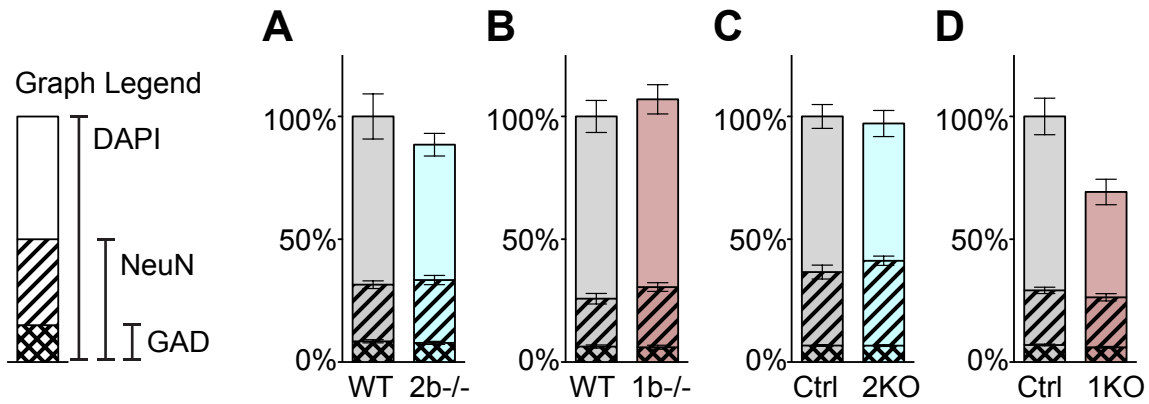 Graph Legend
DAPI
NeuN
GAD
A
100%
50%
0%
WT 2b-/-
B
100%
50%
0%
WT 1b-/-
C
100%
50%
0%
Ctrl 2KO
D
100%
50%
0%
Ctrl 1KO